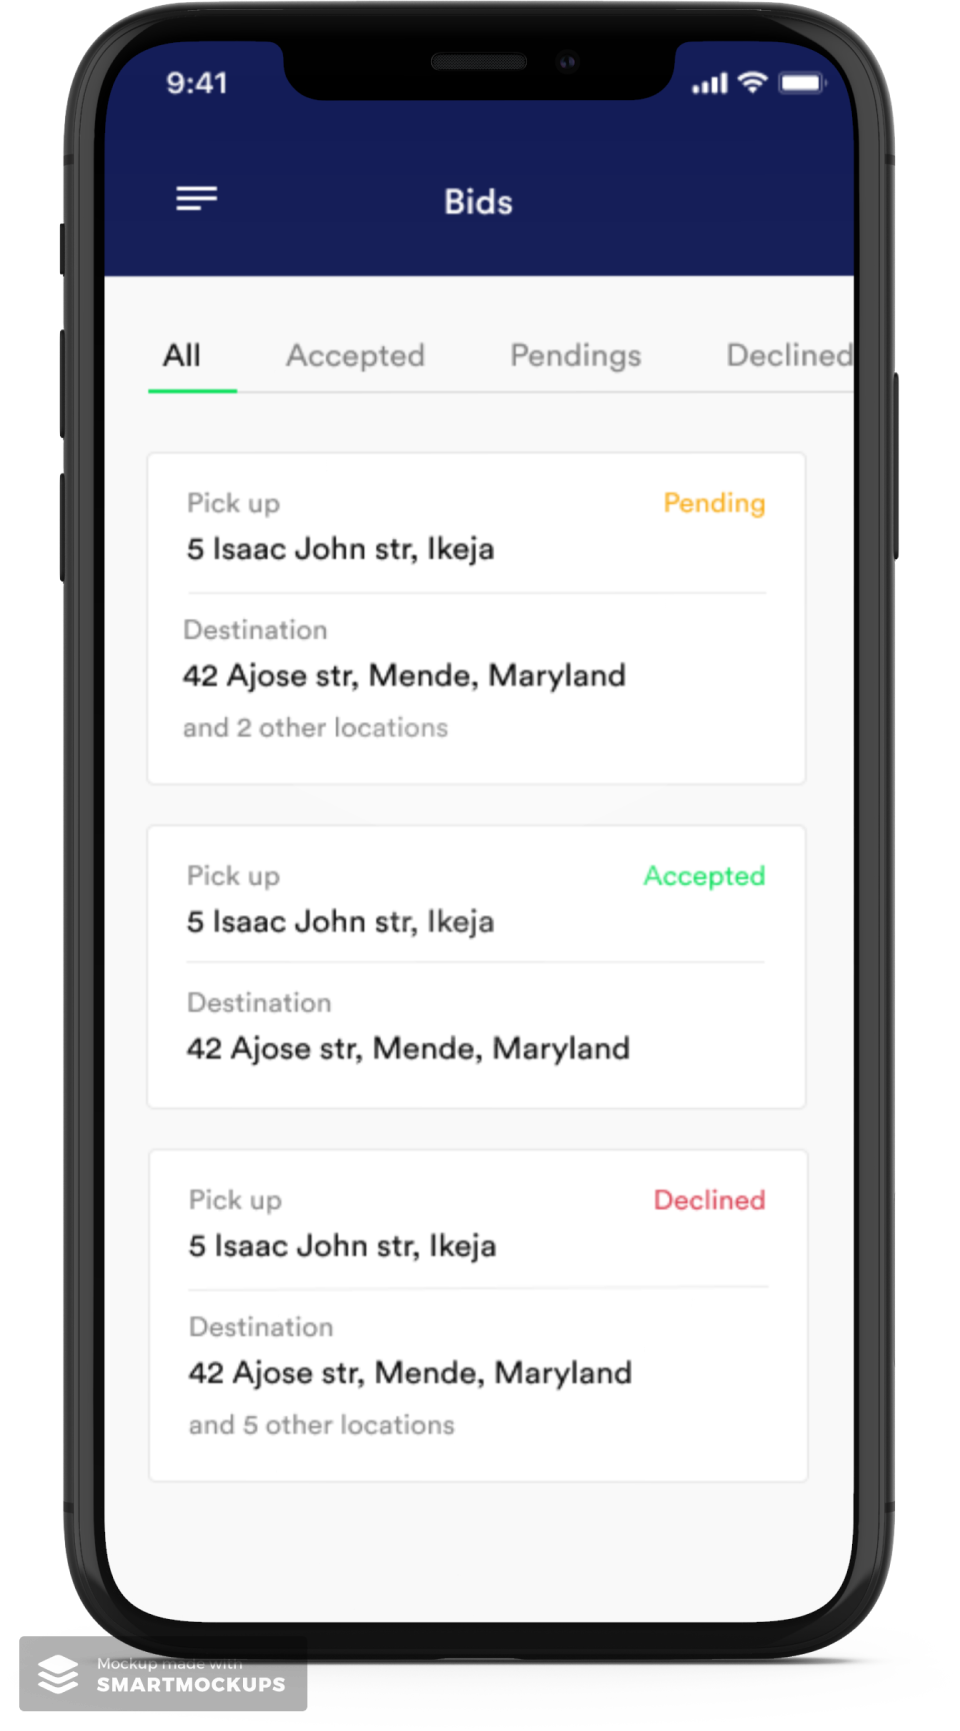 9:41
Bids
All Accepted Pendings Declined
Pick up Pending
5 Isaac John str, Ikeja
Destination
42 Ajose str, Mende, Maryland
and 2 other locations
Pick up Accepted
5 Isaac John str, Ikeja
Destination
42 Ajose str, Mende, Maryland
Pick up Declined
5 Isaac John str, Ikeja
Destination
42 Ajose str, Mende, Maryland
and 5 other locations
Mockup made with
SMARTMOCKUPS